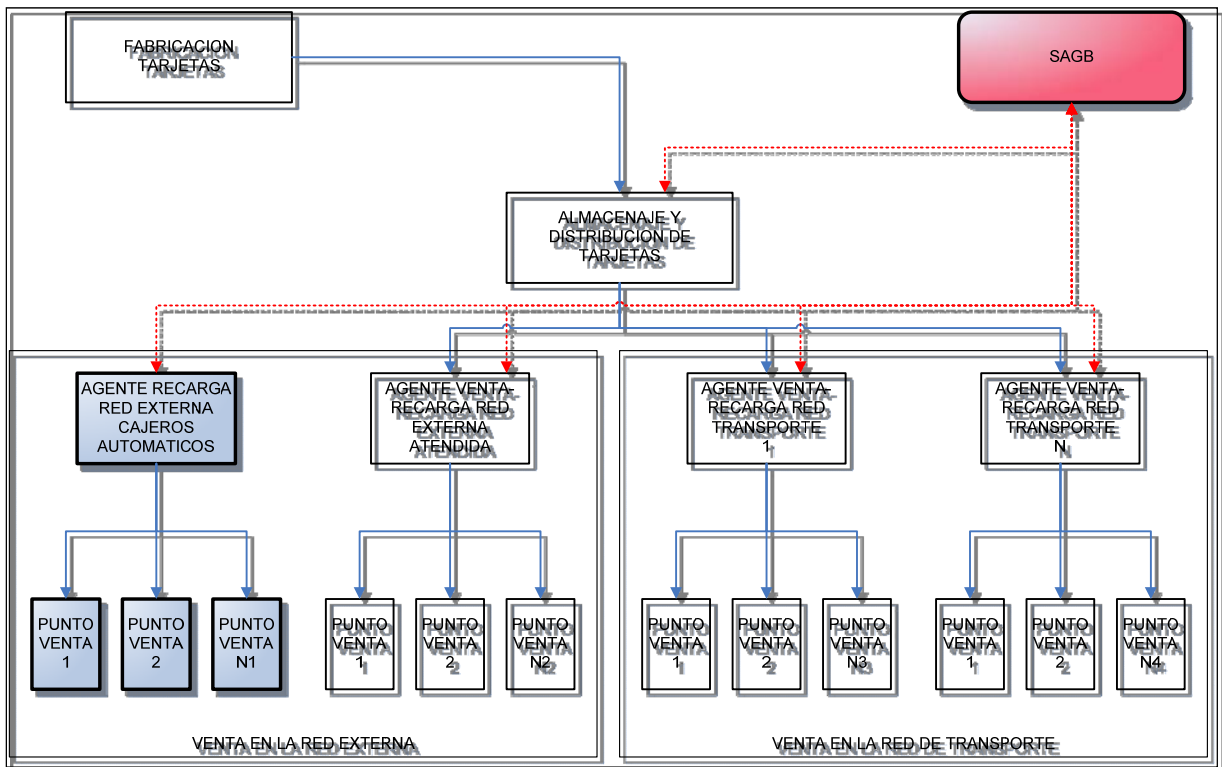 FABRICACION
TARJETAS
SAGB
ALMACENAJE Y
DISTRIBUCION DE
TARJETAS
AGENTE RECARGA
RED EXTERNA
CAJEROS
AUTOMATICOS
AGENTE VENTA-
RECARGA RED
EXTERNA
ATENDIDA
AGENTE VENTA-
RECARGA RED
TRANSPORTE
1
AGENTE VENTA-
RECARGA RED
TRANSPORTE
N
PUNTO
VENTA
1
PUNTO
VENTA
2
PUNTO
VENTA
N1
PUNTO
VENTA
1
PUNTO
VENTA
2
PUNTO
VENTA
N2
PUNTO
VENTA
1
PUNTO
VENTA
2
PUNTO
VENTA
N3
PUNTO
VENTA
1
PUNTO
VENTA
2
PUNTO
VENTA
N4
VENTA EN LA RED EXTERNA
VENTA EN LA RED DE TRANSPORTE